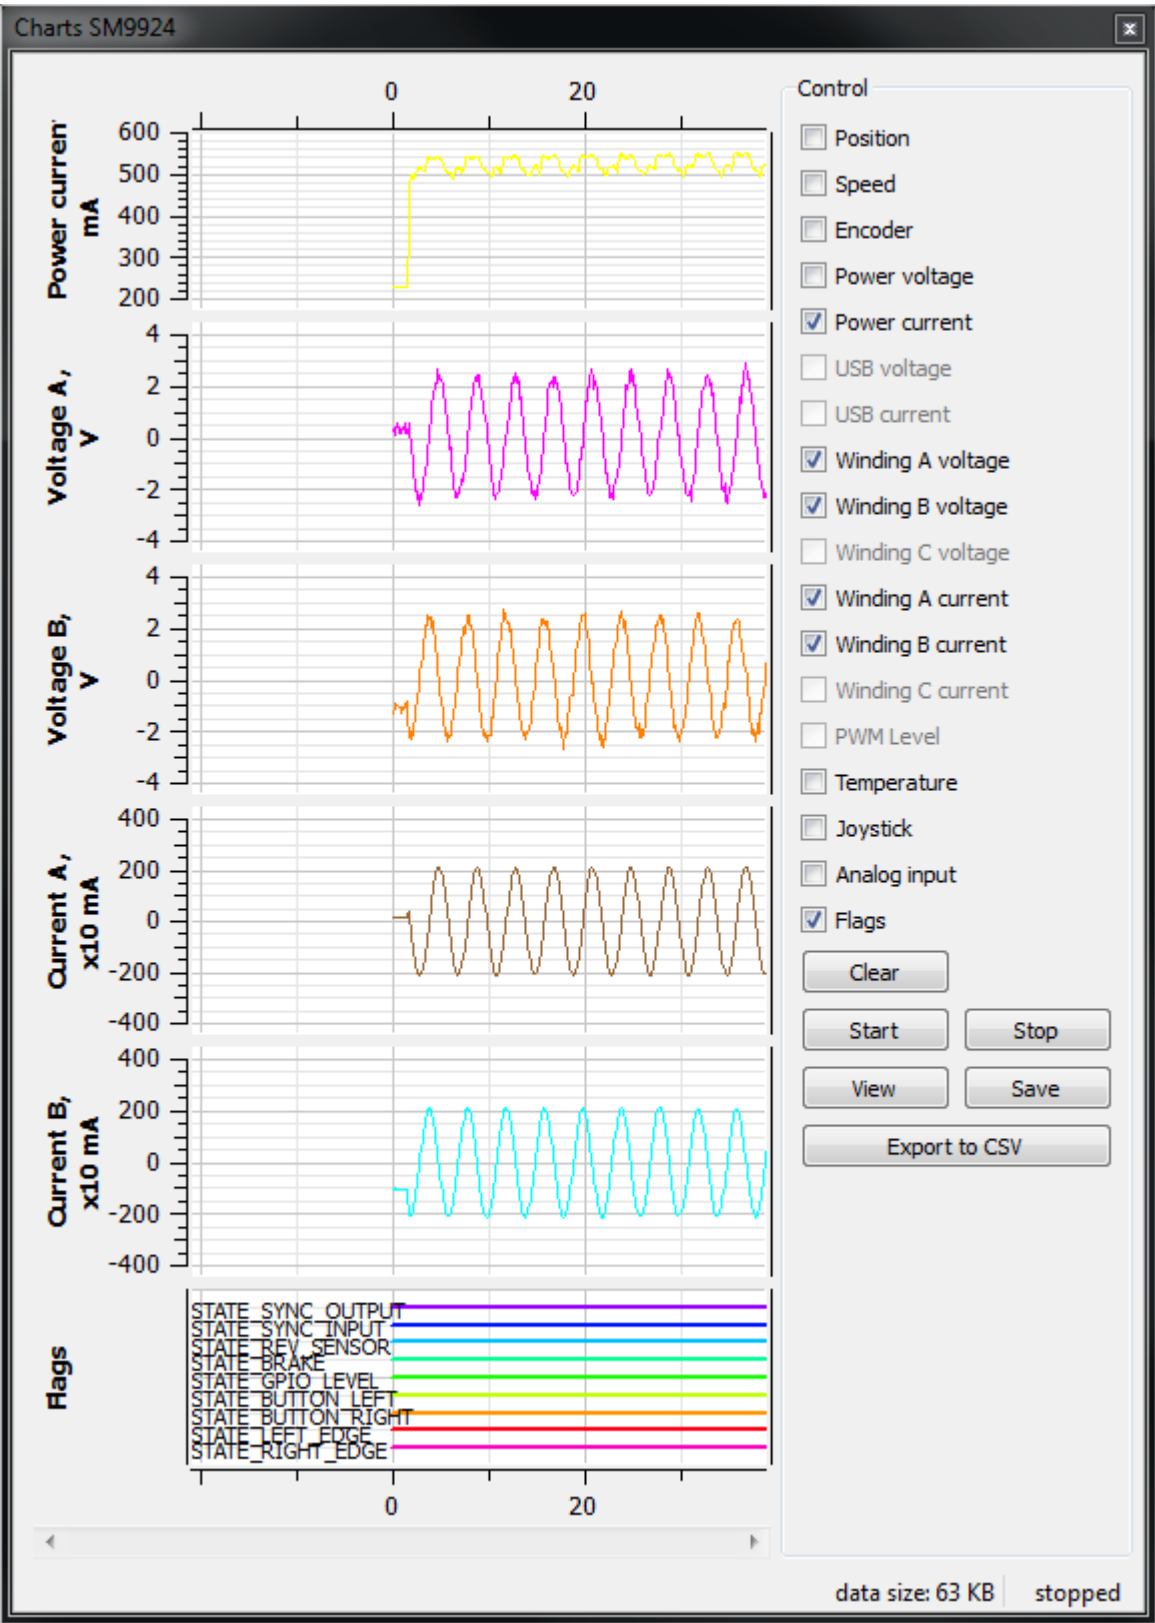 Charts SM9924
0 20
Power curren
mA
600
500
400
300
200
Voltage A,
V
4
2
0
-2
-4
Voltage B,
V
4
2
0
-2
-4
Current A,
x10 mA
400
200
0
-200
-400
Current B,
x10 mA
400
200
0
-200
-400
Flags
STATE_SYNC_OUTPUT
STATE_SYNC_INPUT
STATE_REV_SENSOR
STATE_BRAKE
STATE_GPIO_LEVEL
STATE_BUTTON_LEFT
STATE_BUTTON_RIGHT
STATE_LEFT_EDGE
STATE_RIGHT_EDGE
0 20
Control
Position
Speed
Encoder
Power voltage
Power current
USB voltage
USB current
Winding A voltage
Winding B voltage
Winding C voltage
Winding A current
Winding B current
Winding C current
PWM Level
Temperature
Joystick
Analog input
Flags
Clear
Start Stop
View Save
Export to CSV
data size: 63 KB stopped